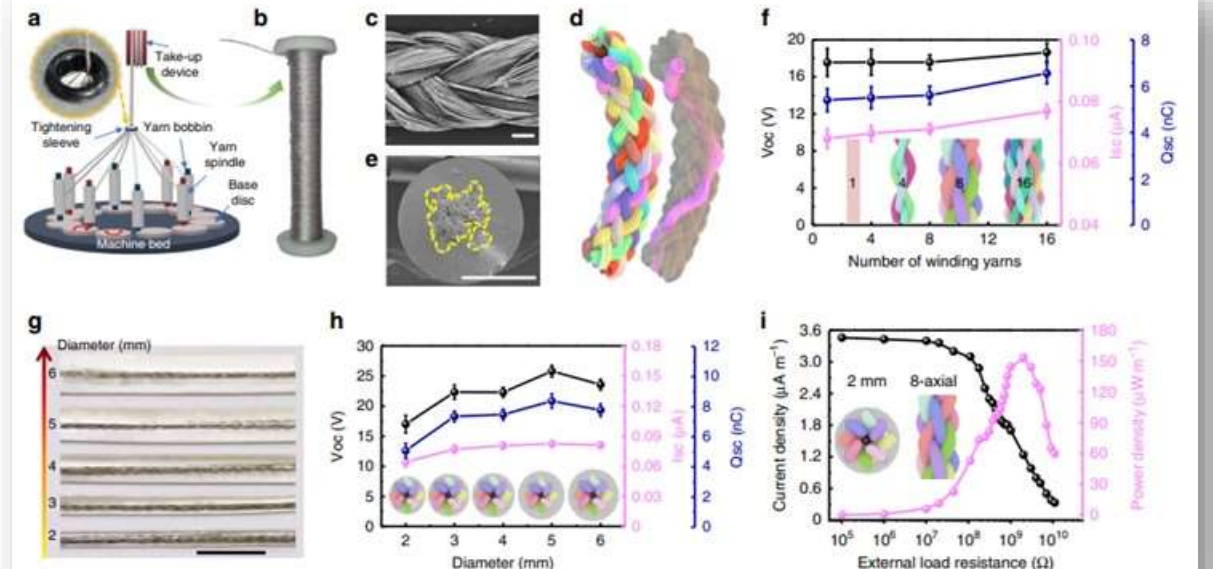 a
Take-up
device
Tightening
sleeve
Yarn bobbin
Yarn
spindle
Base
disc
Machine bed
b
c
d
e
f
20
16
12
8
4
0
Voc (V)
0 4 8 12 16
Number of winding yarns
1 4 8 16
0.10
0.08
0.06
0.04
Isc (μA)
8
6
4
2
0
Qsc (nC)
g
Diameter (mm)
6
5
4
3
2
h
30
25
20
15
10
5
0
Voc (V)
2 3 4 5 6
Diameter (mm)
0.18
0.15
0.12
0.09
0.06
0.03
0
Isc (μA)
12
10
8
6
4
2
0
Qsc (nC)
i
3.6
3.0
2.4
1.8
1.2
0.6
0
Current density (μA m⁻¹)
2 mm 8-axial
10⁵ 10⁶ 10⁷ 10⁸ 10⁹ 10¹⁰
External load resistance (Ω)
180
150
120
90
60
30
0
Power density (μW m⁻¹)